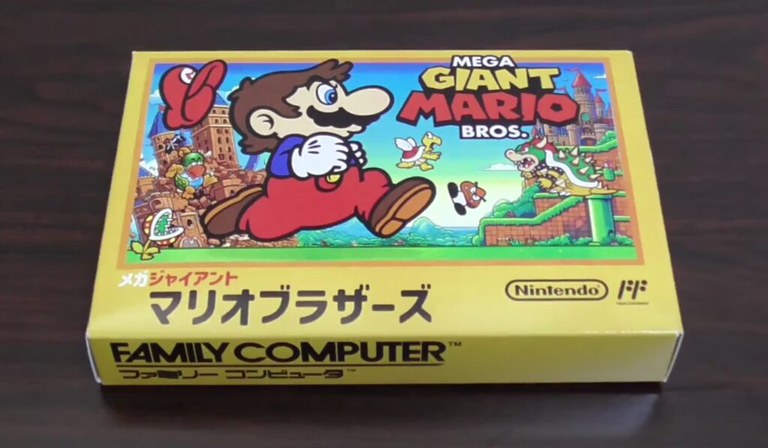 MEGA
GIANT
MARIO
BROS.
メガジャイアント
マリオブラザーズ
Nintendo
FAMILY COMPUTER™
ファミリー コンピュータ™